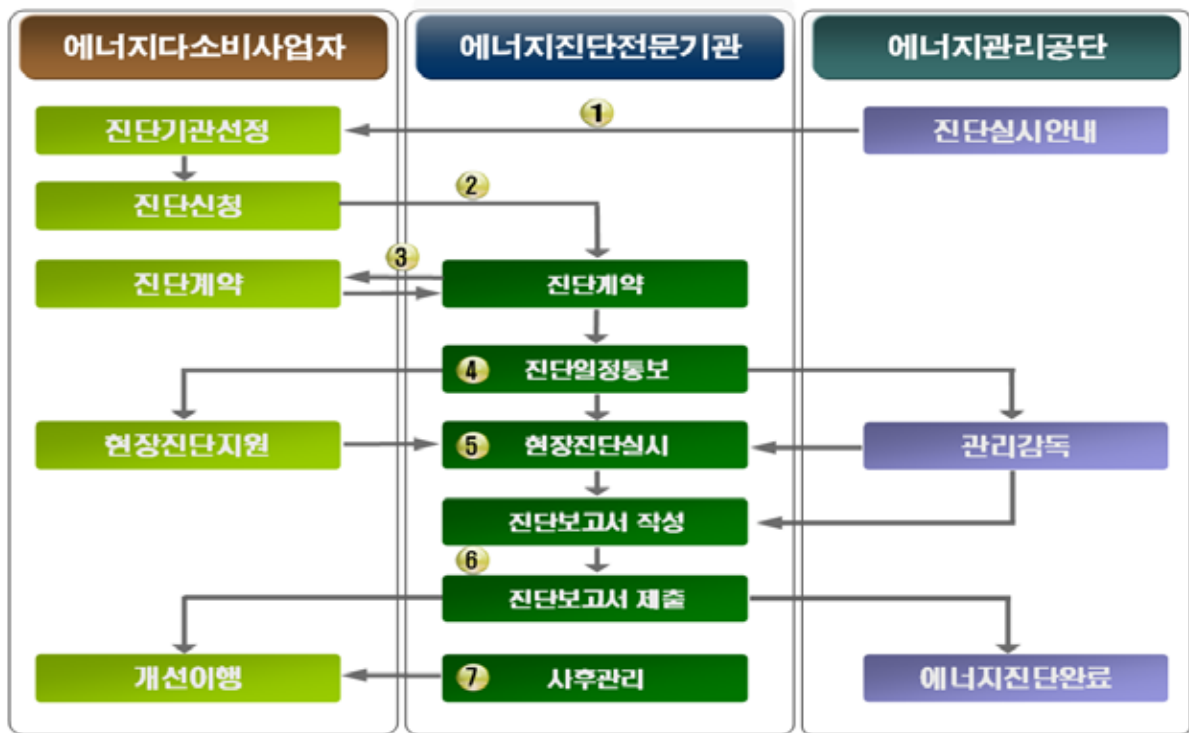 에너지다소비사업자
에너지진단전문기관
에너지관리공단
진단기관선정
①
진단실시안내
진단신청
②
진단계약
③
진단계약
④
진단일정통보
현장진단지원
⑤
현장진단실시
관리감독
진단보고서 작성
⑥
진단보고서 제출
개선이행
⑦
사후관리
에너지진단완료